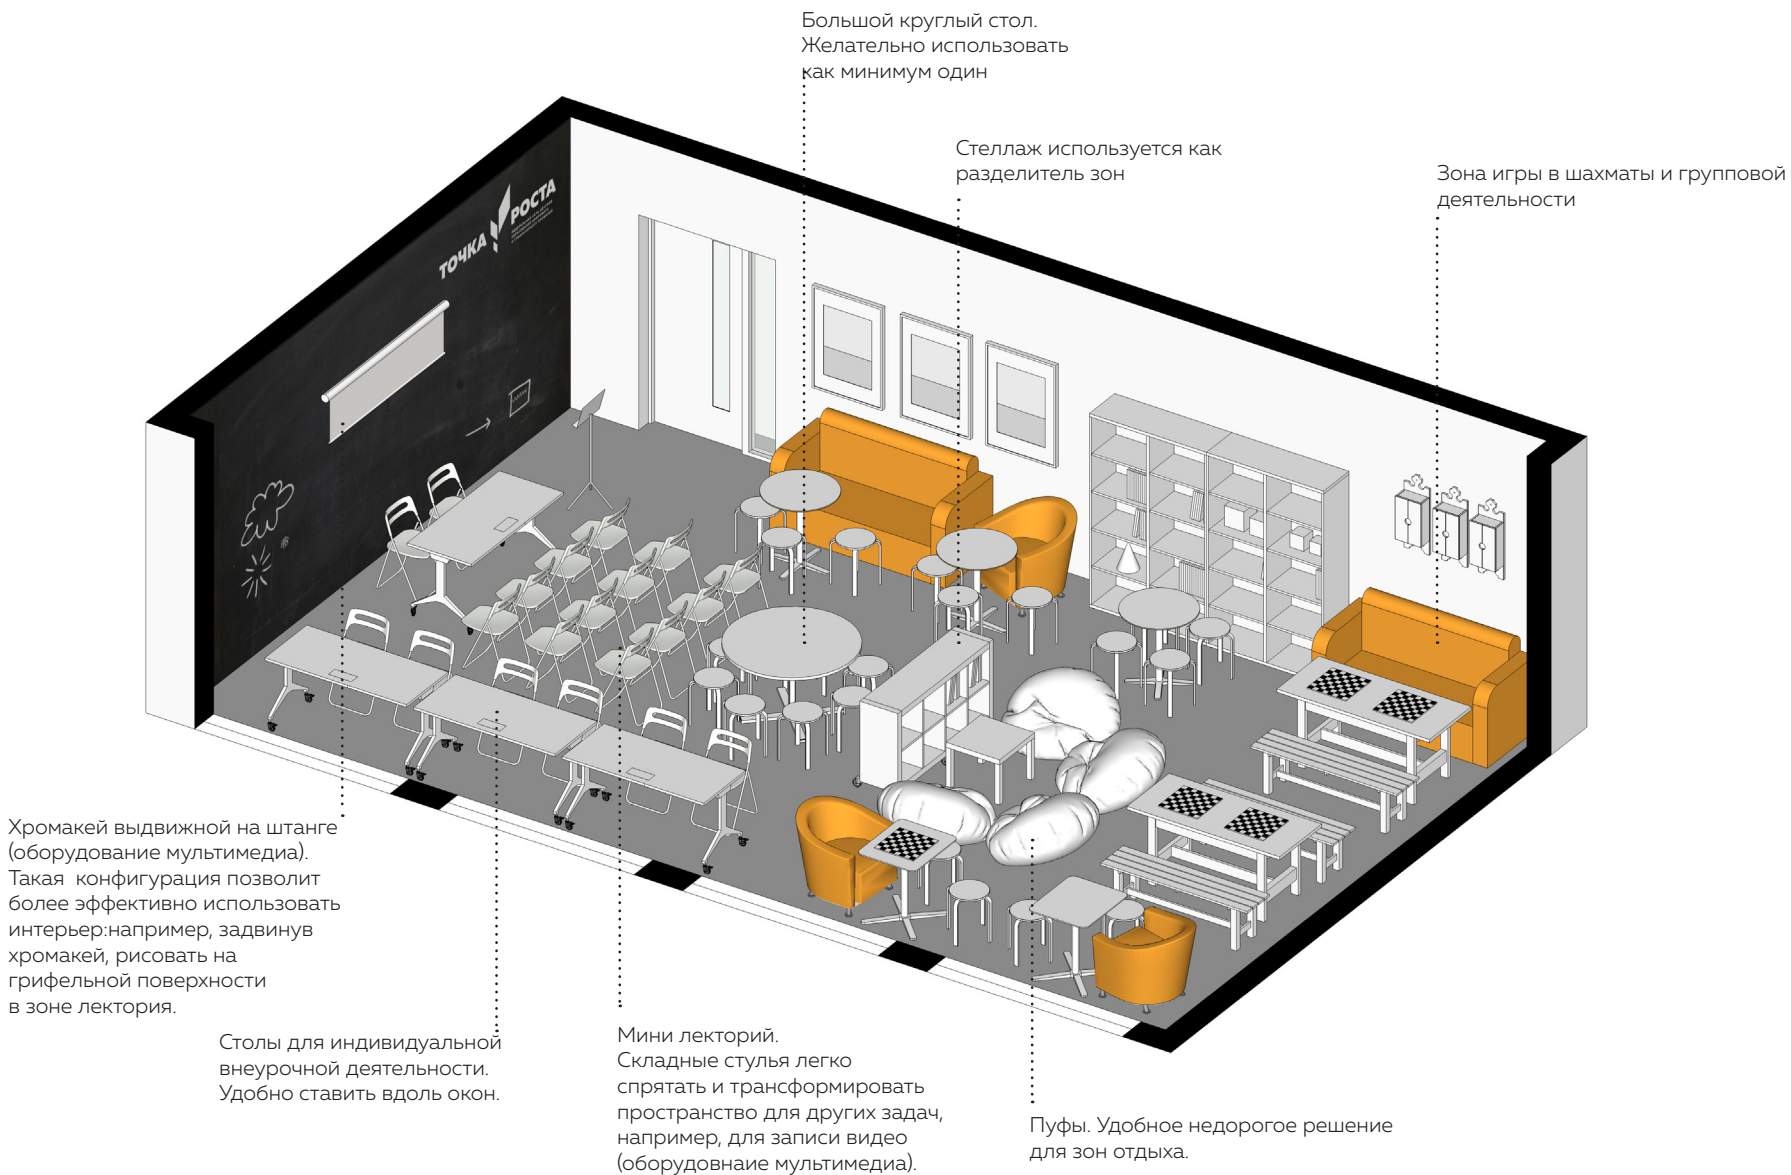 Большой круглый стол.
Желательно использовать
как минимум один
Стеллаж используется как
разделитель зон
Зона игры в шахматы и групповой
деятельности
ТОЧКА РОСТА
Хромакей выдвижной на штанге
(оборудование мультимедиа).
Такая конфигурация позволит
более эффективно использовать
интерьер:например, задвинув
хромакей, рисовать на
грифельной поверхности
в зоне лектория.
Столы для индивидуальной
внеурочной деятельности.
Удобно ставить вдоль окон.
Мини лекторий.
Складные стулья легко
спрятать и трансформировать
пространство для других задач,
например, для записи видео
(оборудовнаие мультимедиа).
Пуфы. Удобное недорогое решение
для зон отдыха.